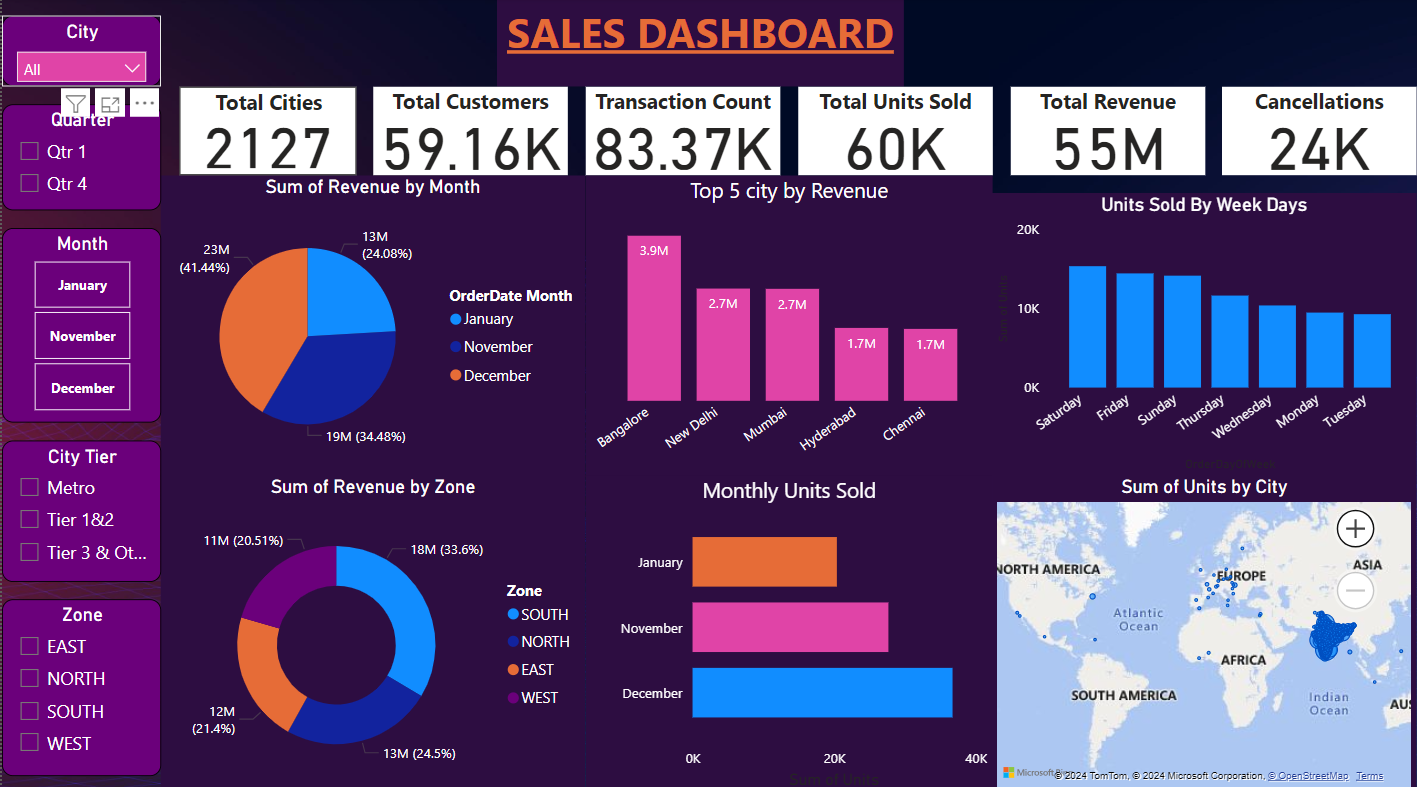 SALES DASHBOARD
City
All
Quarter
Qtr 1
Qtr 4
Month
January
November
December
City Tier
Metro
Tier 1&2
Tier 3 & Ot...
Zone
EAST
NORTH
SOUTH
WEST
Total Cities
2127
Total Customers
59.16K
Transaction Count
83.37K
Total Units Sold
60K
Total Revenue
55M
Cancellations
24K
Sum of Revenue by Month
13M
(24.08%)
23M
(41.44%)
19M (34.48%)
OrderDate Month
January
November
December
Top 5 city by Revenue
3.9M
2.7M
2.7M
1.7M
1.7M
Bangalore
New Delhi
Mumbai
Hyderabad
Chennai
Units Sold By Week Days
Sum of Units
20K
10K
0K
Saturday
Friday
Sunday
Thursday
Wednesday
Monday
Tuesday
OrderDayOfWeek
Sum of Revenue by Zone
11M (20.51%)
18M (33.6%)
12M
(21.4%)
13M (24.5%)
Zone
SOUTH
NORTH
EAST
WEST
Monthly Units Sold
January
November
December
0K
20K
40K
Sum of Units
Sum of Units by City
NORTH AMERICA
EUROPE
ASIA
Atlantic
Ocean
AFRICA
SOUTH AMERICA
Indian
Ocean
AUS
Microsoft
© 2024 TomTom, © 2024 Microsoft Corporation, © OpenStreetMap Terms